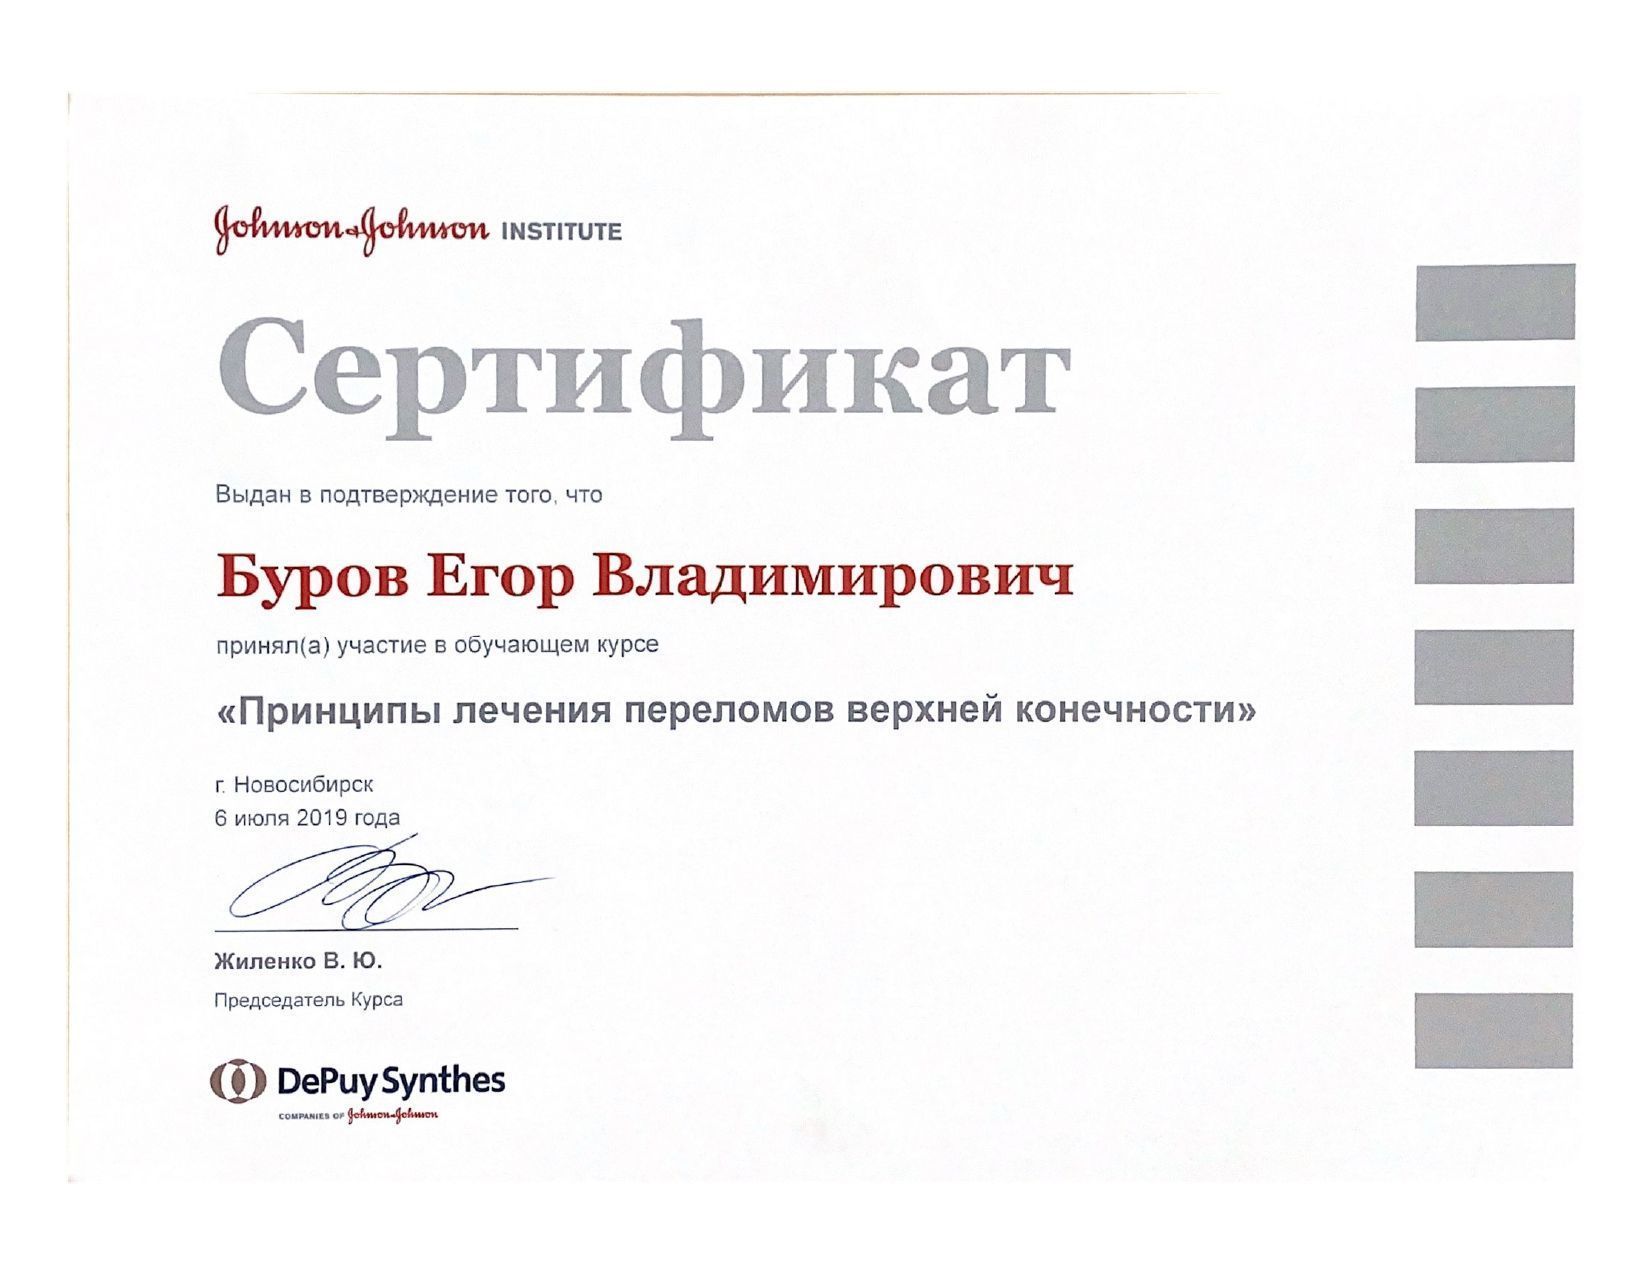 Johnson & Johnson INSTITUTE
Сертификат
Выдан в подтверждение того, что
Буров Егор Владимирович
принял(а) участие в обучающем курсе
«Принципы лечения переломов верхней конечности»
г. Новосибирск
6 июля 2019 года
Жиленко В. Ю.
Председатель Курса
DePuy Synthes
COMPANIES OF Johnson & Johnson